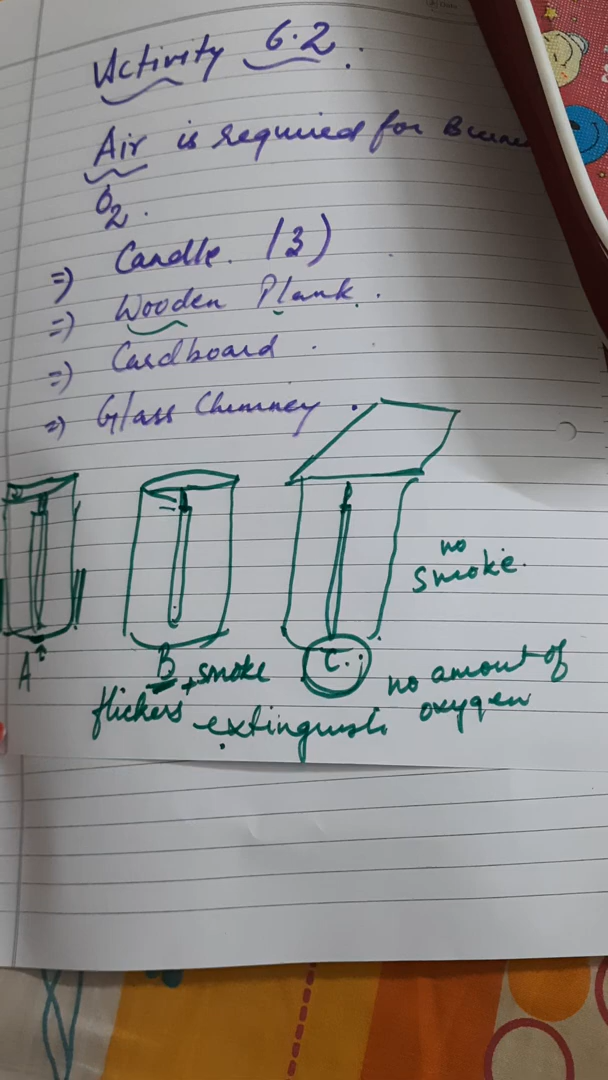 Activity 6.2.
Air is required for
O2.
=> Candle. (3)
=> Wooden Plank.
=> Cardboard.
=> Glass Chimney.
no
smoke.
A
B
C.
+ smoke
flickers
extinguish
no amount of
oxygen